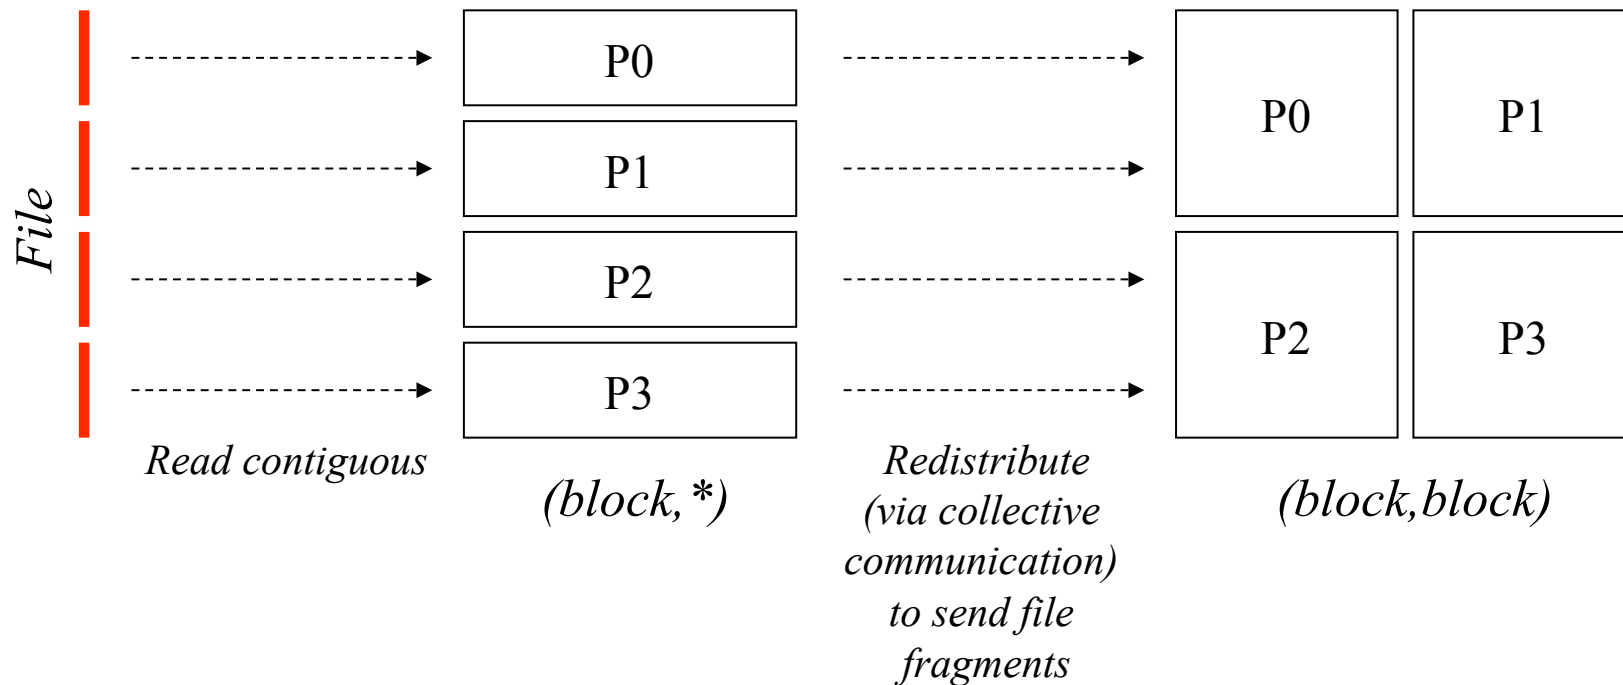 File
P0
P1
P2
P3
Read contiguous
(block,*)
Redistribute
(via collective
communication)
to send file
fragments
P0
P1
P2
P3
(block,block)